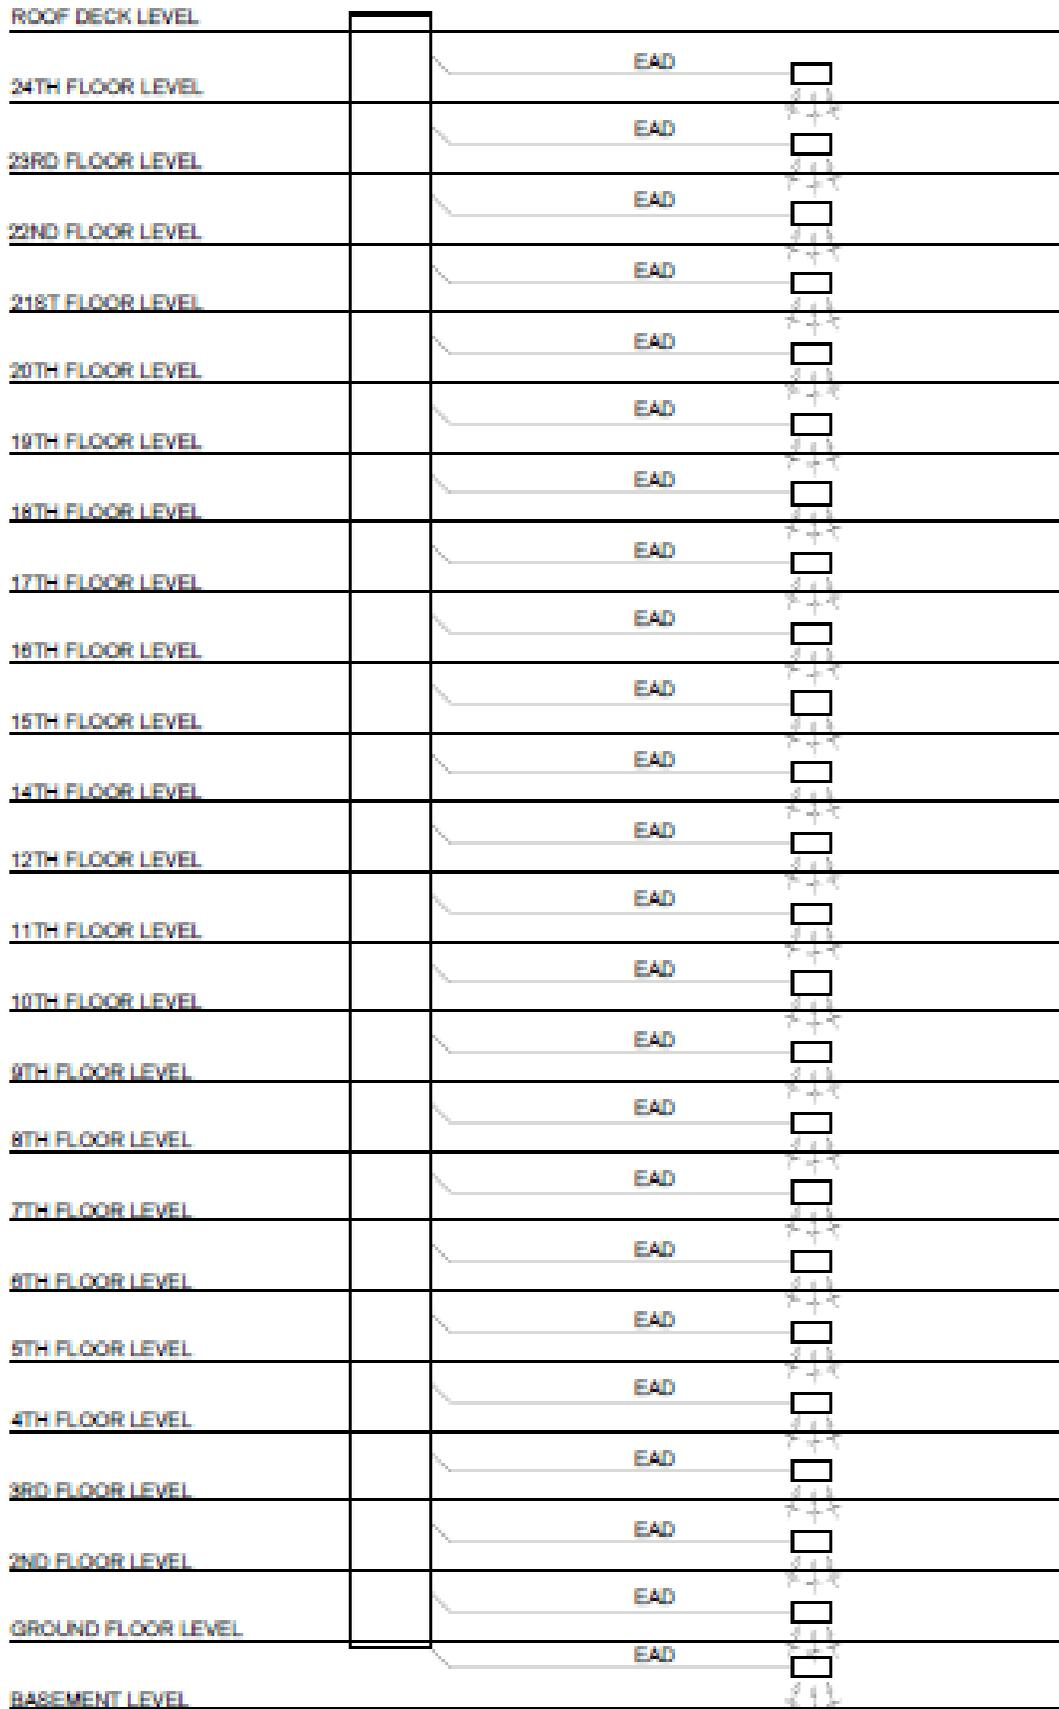 ROOF DECK LEVEL
EAD
24TH FLOOR LEVEL
EAD
23RD FLOOR LEVEL
EAD
22ND FLOOR LEVEL
EAD
21ST FLOOR LEVEL
EAD
20TH FLOOR LEVEL
EAD
19TH FLOOR LEVEL
EAD
18TH FLOOR LEVEL
EAD
17TH FLOOR LEVEL
EAD
16TH FLOOR LEVEL
EAD
15TH FLOOR LEVEL
EAD
14TH FLOOR LEVEL
EAD
12TH FLOOR LEVEL
EAD
11TH FLOOR LEVEL
EAD
10TH FLOOR LEVEL
EAD
9TH FLOOR LEVEL
EAD
8TH FLOOR LEVEL
EAD
7TH FLOOR LEVEL
EAD
6TH FLOOR LEVEL
EAD
5TH FLOOR LEVEL
EAD
4TH FLOOR LEVEL
EAD
3RD FLOOR LEVEL
EAD
2ND FLOOR LEVEL
EAD
GROUND FLOOR LEVEL
EAD
BASEMENT LEVEL